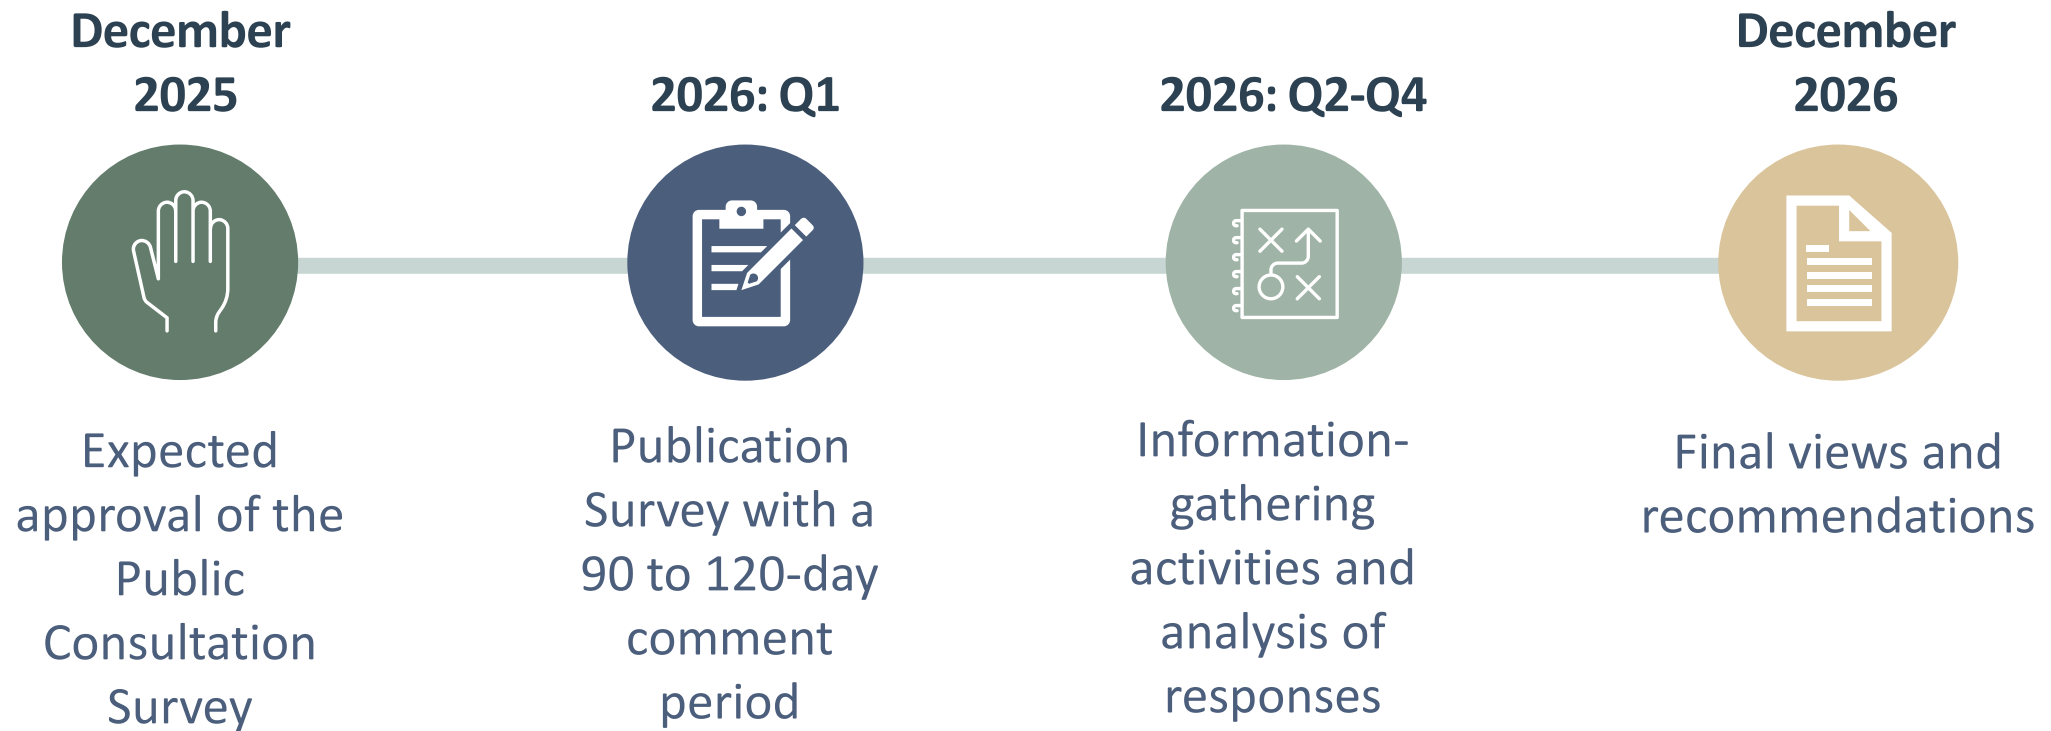 December
2025
Expected
approval of the
Public
Consultation
Survey
2026: Q1
Publication
Survey with a
90 to 120-day
comment
period
2026: Q2-Q4
Information-
gathering
activities and
analysis of
responses
December
2026
Final views and
recommendations